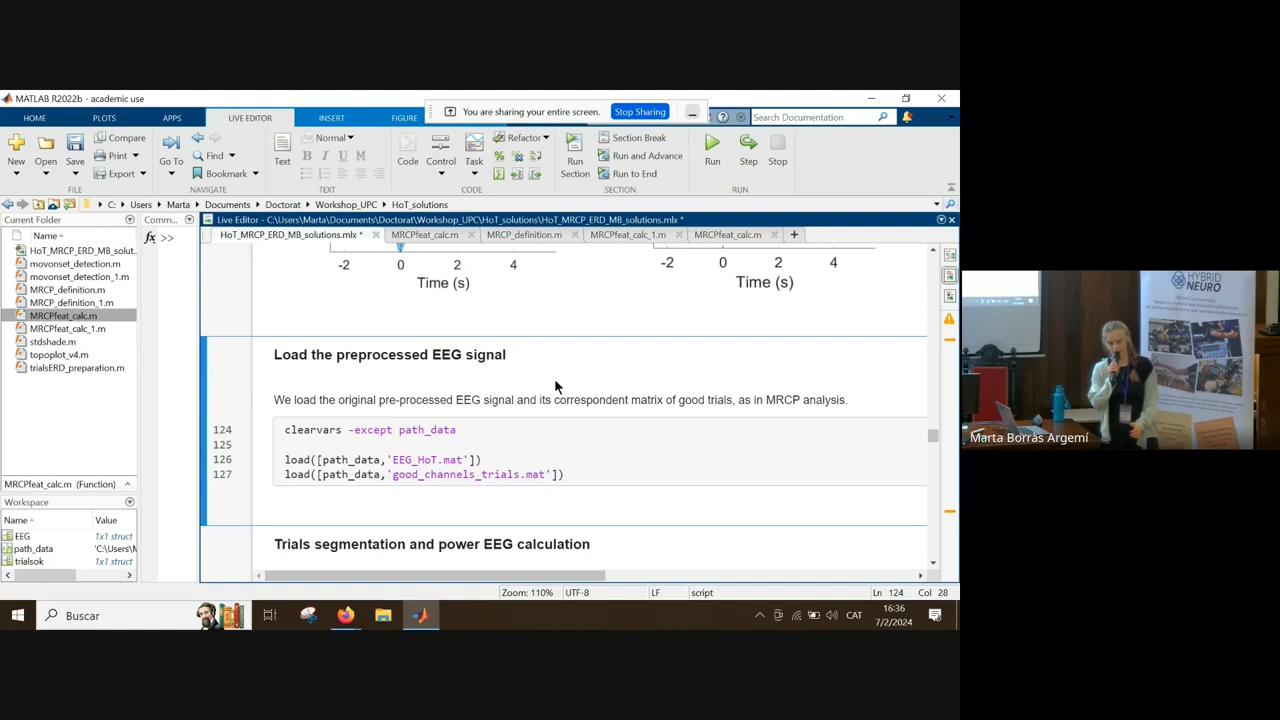 MATLAB R2022b - academic use
You are sharing your entire screen.
Stop Sharing
HOME
PLOTS
APPS
LIVE EDITOR
INSERT
FIGURE
Search Documentation
New
Open
Save
Compare
Print
Export
Go To
Find
Bookmark
Text
Normal
B I U M
Code
Control
Task
Refactor
Run
Section
Section Break
Run and Advance
Run to End
Run
Step
Stop
FILE
NAVIGATE
TEXT
CODE
SECTION
RUN
C: Users Marta Documents Doctorat Workshop_UPC HoT_solutions
Current Folder
Comm...
Live Editor - C:\Users\Marta\Documents\Doctorat\Workshop_UPC\HoT_solutions\HoT_MRCP_ERD_MB_solutions.mlx *
Name
HoT_MRCP_ERD_MB_solut...
movonset_detection.m
movonset_detection_1.m
MRCP_definition.m
MRCP_definition_1.m
MRCPfeat_calc.m
MRCPfeat_calc_1.m
stdshade.m
topoplot_v4.m
trialsERD_preparation.m
fx >>
HoT_MRCP_ERD_MB_solutions.mlx *
MRCPfeat_calc.m
MRCP_definition.m
MRCPfeat_calc_1.m
MRCPfeat_calc.m
-2 0 2 4
Time (s)
-2 0 2 4
Time (s)
Load the preprocessed EEG signal
We load the original pre-processed EEG signal and its correspondent matrix of good trials, as in MRCP analysis.
124 clearvars -except path_data
125
126 load([path_data,'EEG_HoT.mat'])
127 load([path_data,'good_channels_trials.mat'])
Trials segmentation and power EEG calculation
MRCPfeat_calc.m (Function)
Workspace
Name Value
EEG 1x1 struct
path_data 'C:\Users\M
trialsok 1x1 struct
Zoom: 110%
UTF-8
LF
script
Ln 124 Col 28
Buscar
CAT
16:36
7/2/2024
HYBRID
NEURO
Marta Borràs Argemí